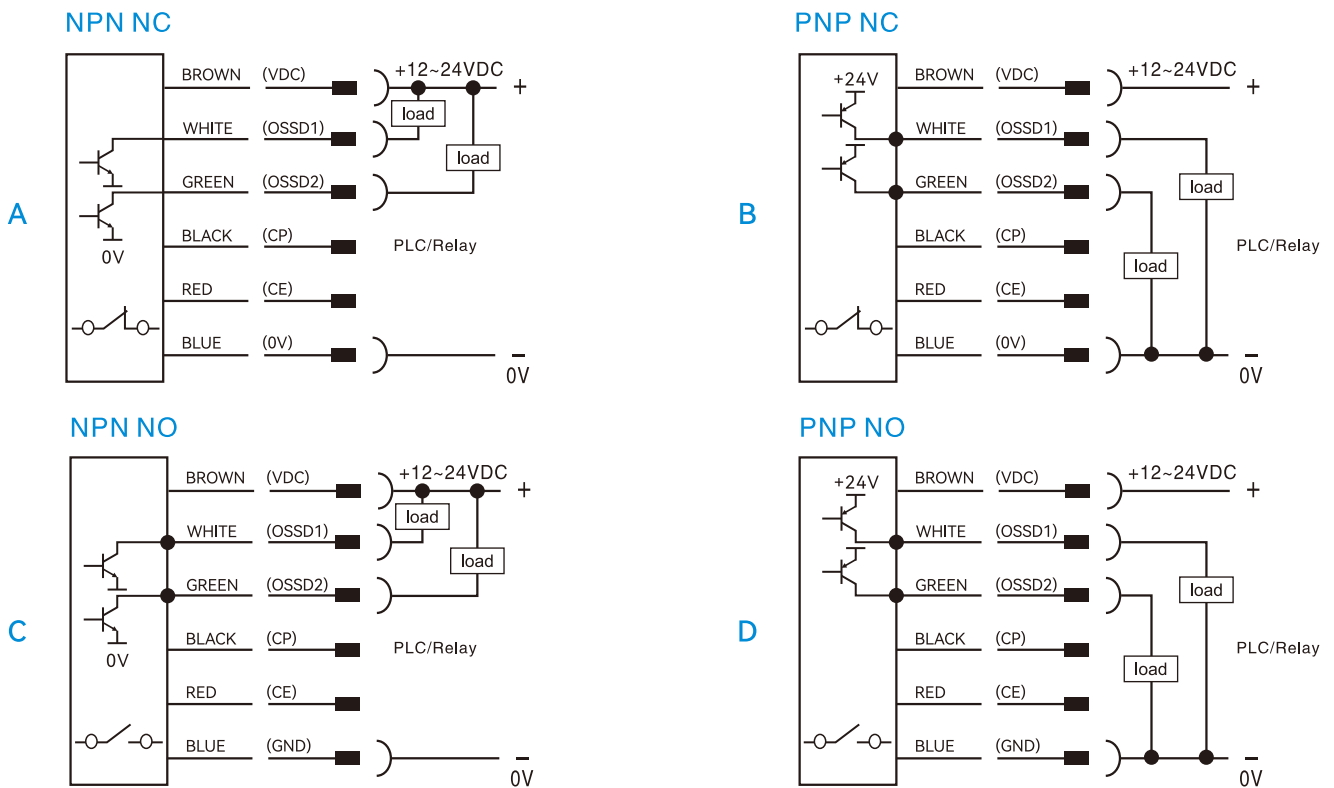 NPN NC
BROWN (VDC) +12~24VDC +
load
WHITE (OSSD1)
load
GREEN (OSSD2)
A
BLACK (CP) PLC/Relay
0V
RED (CE)
BLUE (0V) −
0V
PNP NC
+24V BROWN (VDC) +12~24VDC +
WHITE (OSSD1)
GREEN (OSSD2) load
B
BLACK (CP) PLC/Relay
load
RED (CE)
BLUE (0V) −
0V
NPN NO
BROWN (VDC) +12~24VDC +
load
WHITE (OSSD1)
load
GREEN (OSSD2)
C
BLACK (CP) PLC/Relay
0V
RED (CE)
BLUE (GND) −
0V
PNP NO
+24V BROWN (VDC) +12~24VDC +
WHITE (OSSD1)
GREEN (OSSD2) load
D
BLACK (CP) PLC/Relay
load
RED (CE)
BLUE (GND) −
0V